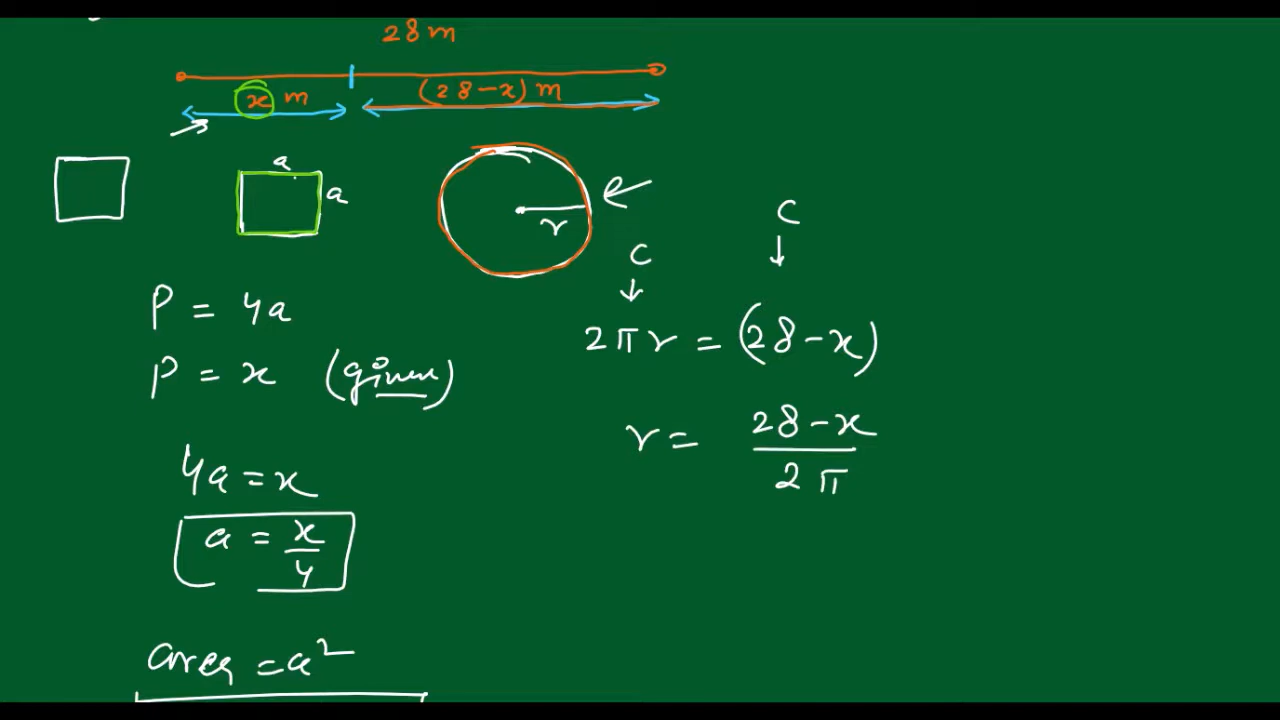 28 m
x m
(28-x) m
a
a
r
C
C
P = 4a
2πr = (28-x)
P = x (given)
r = 28-x / 2π
4a = x
a = x/4
area = a²